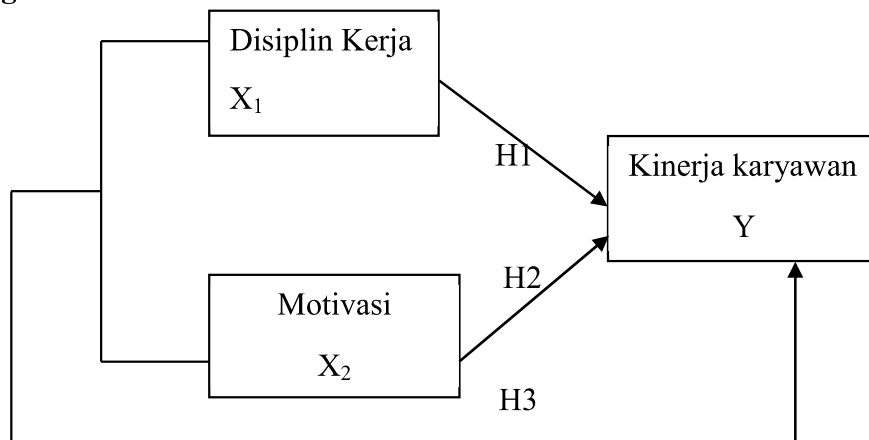 Disiplin Kerja
X₁
H1
Kinerja karyawan
Y
H2
Motivasi
X₂
H3